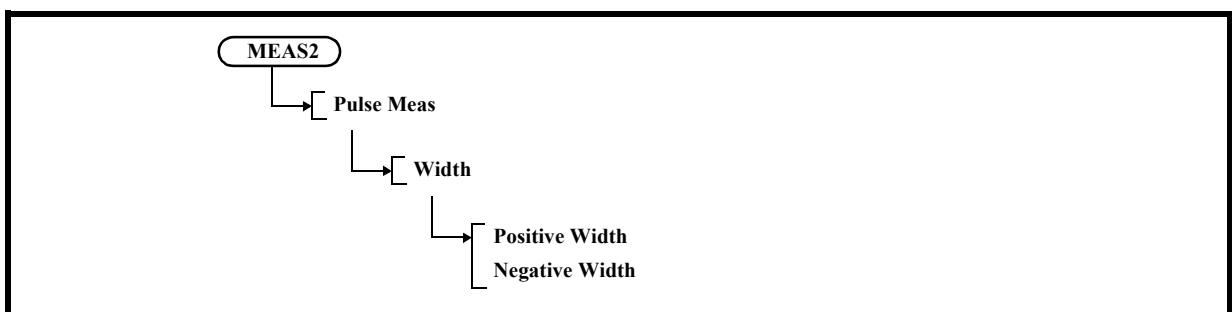 MEAS2
Pulse Meas
Width
Positive Width
Negative Width